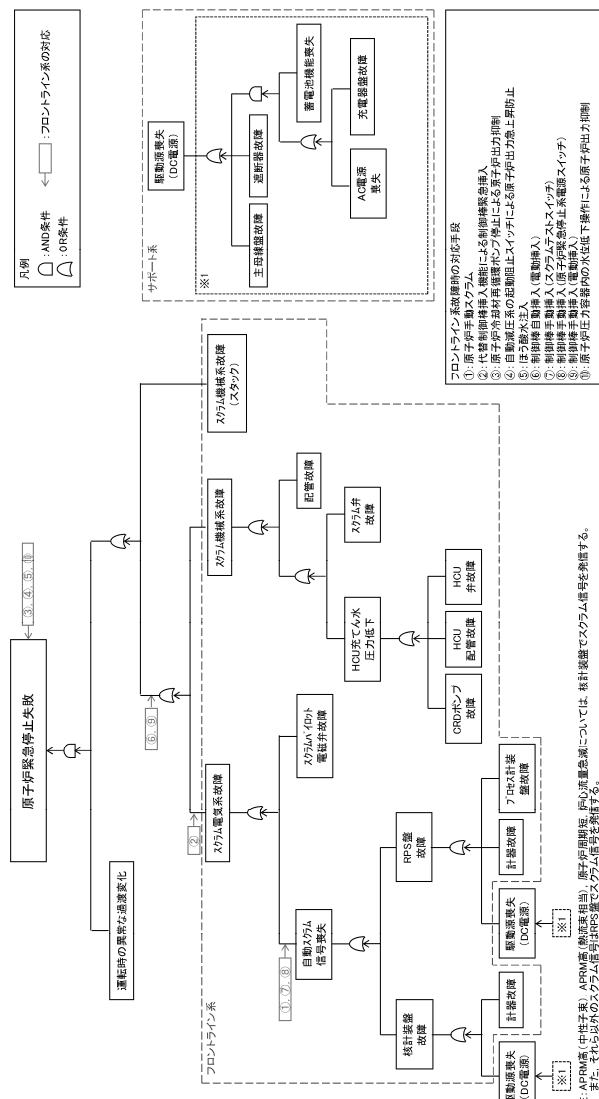 凡例
:AND条件
:OR条件
:フロントライン系の対応
原子炉緊急停止失敗
③,④,⑤,⑩
運転時の異常な過渡変化
⑥,⑨
②
フロントライン系
スクラム電気系故障
スクラム機械系故障
スクラム機械系故障
(スタック)
①,⑦,⑧
自動スクラム
信号喪失
スクラムパイロット
電磁弁故障
配管故障
HCU充てん水
圧力低下
スクラム弁
故障
核計装盤
故障
RPS盤
故障
CRDポンプ
故障
HCU
配管故障
HCU
弁故障
駆動源喪失
(DC電源)
計器故障
駆動源喪失
(DC電源)
計器故障
プロセス計装
盤故障
※1
※1
サポート系
駆動源喪失
(DC電源)
※1
主母線盤故障
遮断器故障
蓄電池機能喪失
AC電源
喪失
充電器盤故障
フロントライン系故障時の対応手段
①:原子炉手動スクラム
②:代替制御棒挿入機能による制御棒緊急挿入
③:原子炉冷却材再循環ポンプ停止による原子炉出力抑制
④:自動減圧系の起動阻止スイッチによる原子炉出力急上昇防止
⑤:ほう酸水注入
⑥:制御棒自動挿入(電動挿入)
⑦:制御棒手動挿入(スクラムテストスイッチ)
⑧:制御棒手動挿入(原子炉緊急停止系電源スイッチ)
⑨:制御棒手動挿入(電動挿入)
⑩:原子炉圧力容器内の水位低下操作による原子炉出力抑制
:APRM高(中性子束),APRM高(熱流束相当),原子炉周期短,炉心流量急減については,核計装盤でスクラム信号を発信する。
また,それら以外のスクラム信号はRPS盤でスクラム信号を発信する。